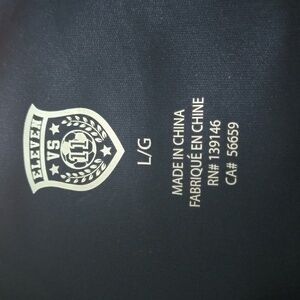 ELEVEN
VS
11
L/G
MADE IN CHINA
FABRIQUÉ EN CHINE
RN# 139146
CA# 56659